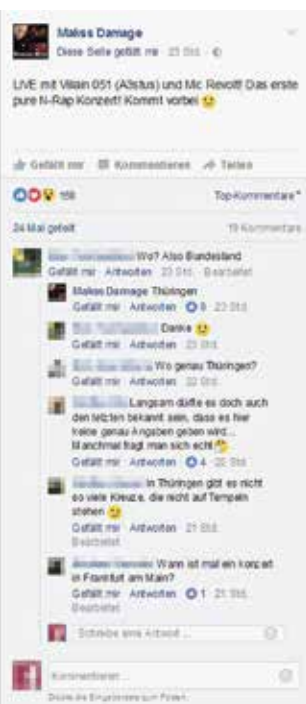 Makss Damage
Diese Seite gefällt mir · 23 Std. ·
LIVE mit Villain 051 (A3stus) und Mic Revolt! Das erste
pure N-Rap Konzert! Kommt vorbei
Gefällt mir Kommentieren Teilen
Top-Kommentare
24 Mal geteilt 19 Kommentare
Wo? Also Bundesland
Gefällt mir · Antworten · 23 Std. · Bearbeitet
Makss Damage Thüringen
Gefällt mir · Antworten · 23 Std.
Danke
Gefällt mir · Antworten · 23 Std.
Wo genau Thüringen?
Gefällt mir · Antworten · 22 Std.
Langsam dürfte es doch auch
den letzten bekannt sein, dass es hier
keine genau Angaben geben wird...
Manchmal fragt man sich echt
Gefällt mir · Antworten · 4 ·
In Thüringen gibt es nicht
so viele Kreuze, die nicht auf Tempeln
stehen
Gefällt mir · Antworten · 21 Std. ·
Bearbeitet
Wann ist mal ein konzert
in Frankfurt am Main?
Gefällt mir · Antworten · 1 · 21 Std. ·
Bearbeitet
Schreibe eine Antwort ...
Kommentieren ...
Drücke die Eingabetaste zum Posten.